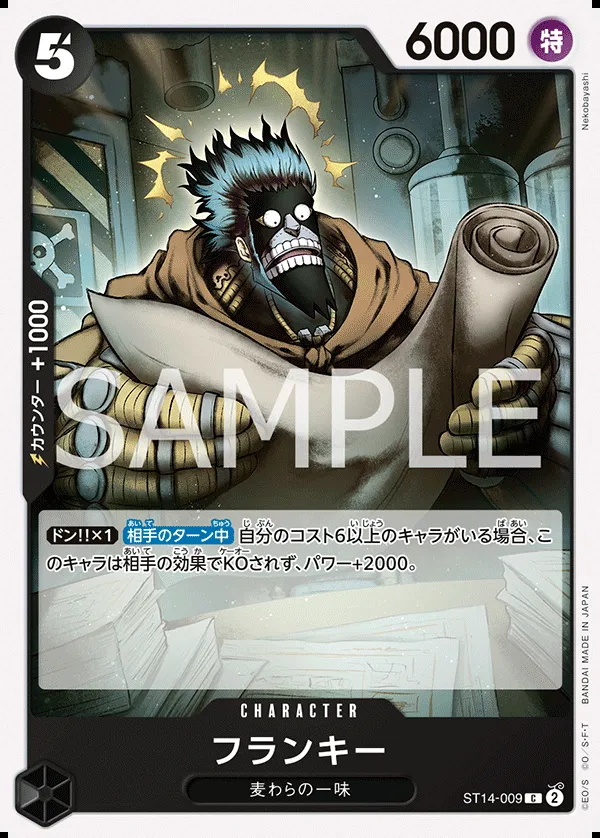 5
6000
特
Nekobayashi
カウンター +1000
SAMPLE
ドン!!×1 相手のターン中 自分のコスト6以上のキャラがいる場合、こ
のキャラは相手の効果でKOされず、パワー+2000。
CHARACTER
フランキー
麦わらの一味
ST14-009 C 2
©E.O/S ©O/S・F・T BANDAI MADE IN JAPAN